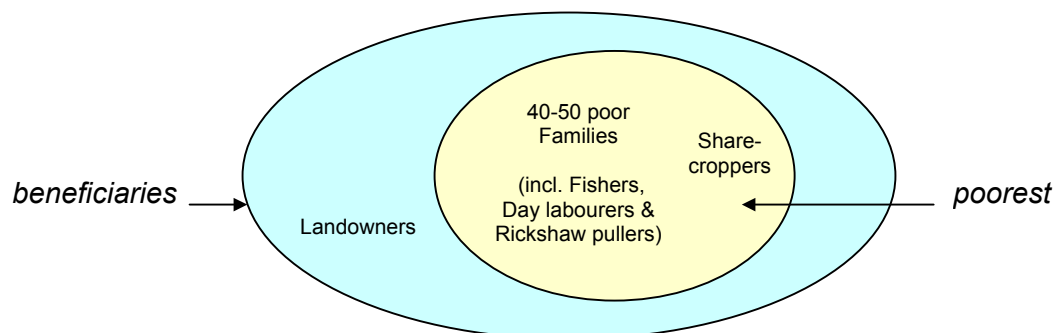 40-50 poor
Families
Share-
croppers
(incl. Fishers,
Day labourers &
Rickshaw pullers)
beneficiaries
poorest
Landowners